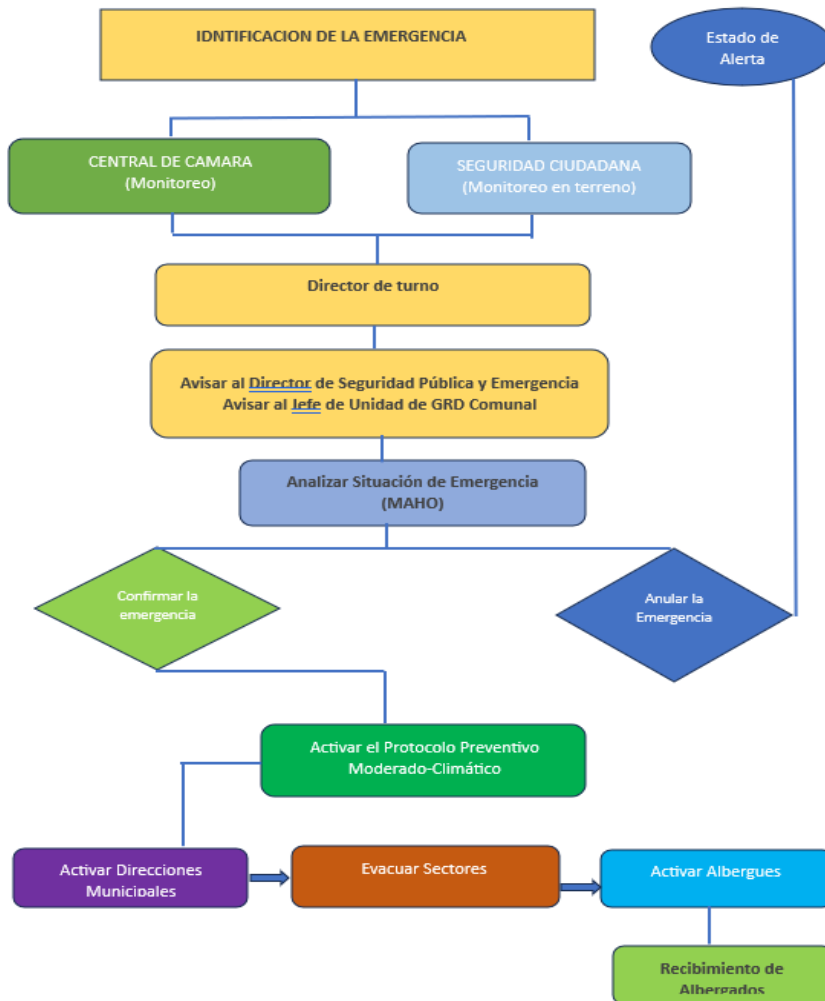 IDNTIFICACION DE LA EMERGENCIA
Estado de
Alerta
CENTRAL DE CAMARA
(Monitoreo)
SEGURIDAD CIUDADANA
(Monitoreo en terreno)
Director de turno
Avisar al Director de Seguridad Pública y Emergencia
Avisar al Jefe de Unidad de GRD Comunal
Analizar Situación de Emergencia
(MAHO)
Confirmar la
emergencia
Anular la
Emergencia
Activar el Protocolo Preventivo
Moderado-Climático
Activar Direcciones
Municipales
Evacuar Sectores
Activar Albergues
Recibimiento de
Albergados